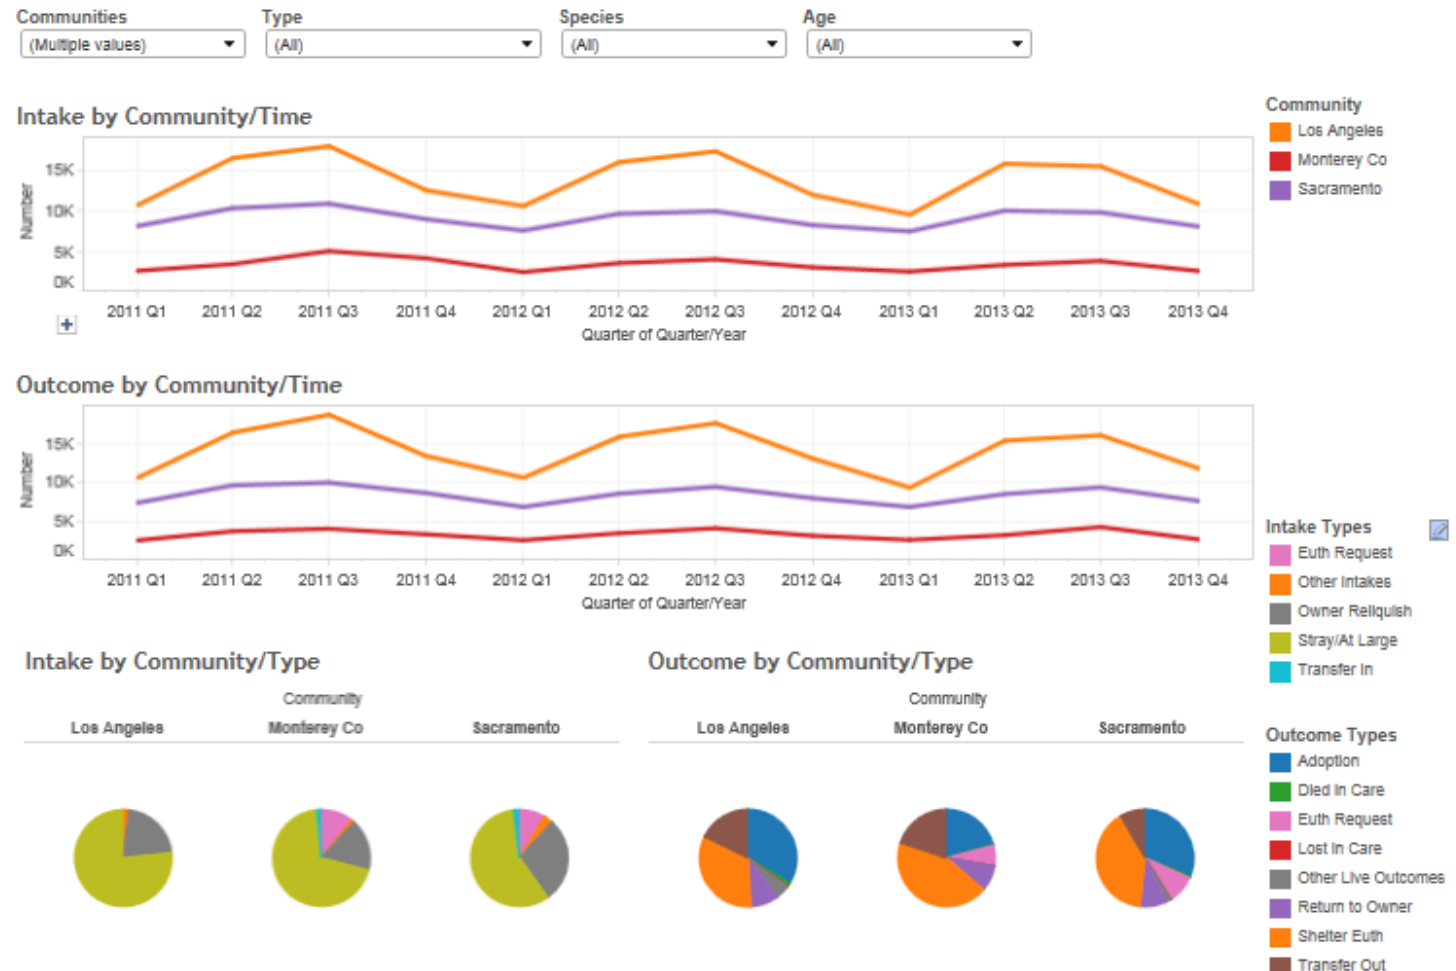 Communities Type Species Age
(Multiple values) (All) (All) (All)
Intake by Community/Time
Number
15K
10K
5K
0K
2011 Q1 2011 Q2 2011 Q3 2011 Q4 2012 Q1 2012 Q2 2012 Q3 2012 Q4 2013 Q1 2013 Q2 2013 Q3 2013 Q4
Quarter of Quarter/Year
Community
Los Angeles
Monterey Co
Sacramento
Outcome by Community/Time
Number
15K
10K
5K
0K
2011 Q1 2011 Q2 2011 Q3 2011 Q4 2012 Q1 2012 Q2 2012 Q3 2012 Q4 2013 Q1 2013 Q2 2013 Q3 2013 Q4
Quarter of Quarter/Year
Intake Types
Euth Request
Other Intakes
Owner Reliquish
Stray/At Large
Transfer In
Intake by Community/Type
Community
Los Angeles Monterey Co Sacramento
Outcome by Community/Type
Community
Los Angeles Monterey Co Sacramento
Outcome Types
Adoption
Died In Care
Euth Request
Lost In Care
Other Live Outcomes
Return to Owner
Shelter Euth
Transfer Out